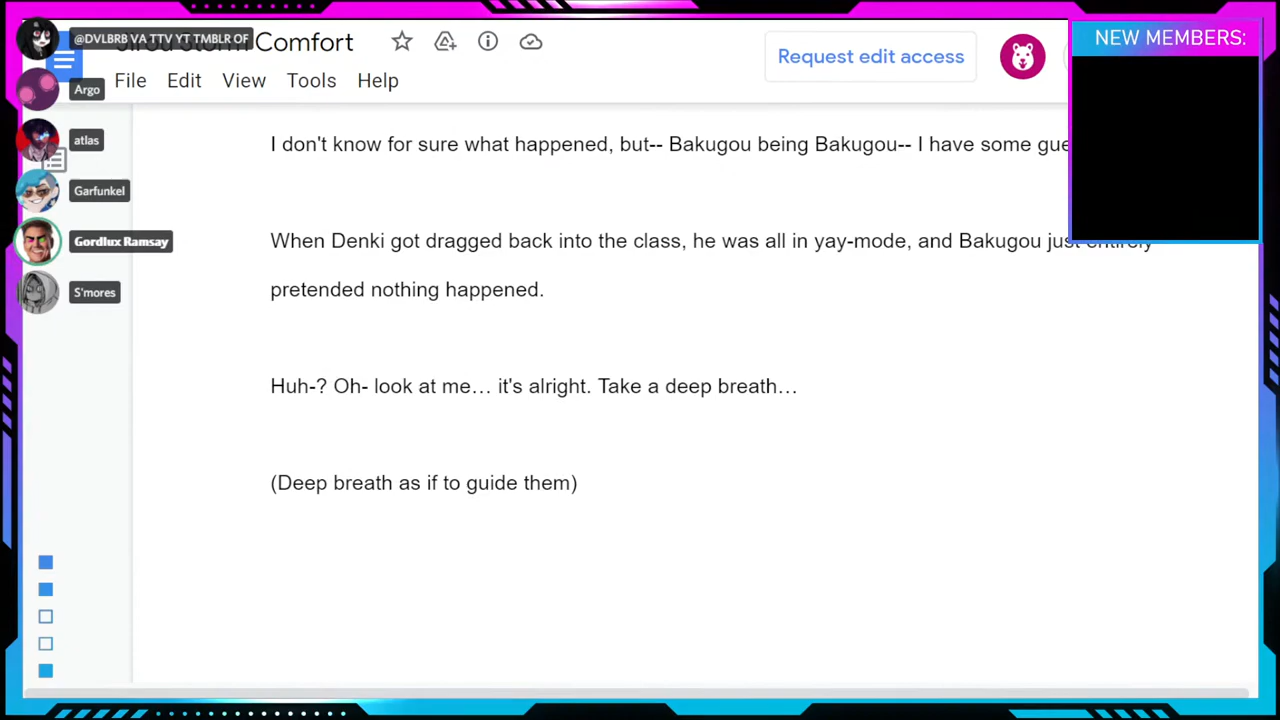 @DVLBRB VA TTV YT TMBLR OF
Comfort
Request edit access
NEW MEMBERS:
File Edit View Tools Help
Argo
atlas
Garfunkel
Gordlux Ramsay
S'mores
I don't know for sure what happened, but-- Bakugou being Bakugou-- I have some
When Denki got dragged back into the class, he was all in yay-mode, and Bakugou just entirely
pretended nothing happened.
Huh-? Oh- look at me… it's alright. Take a deep breath…
(Deep breath as if to guide them)